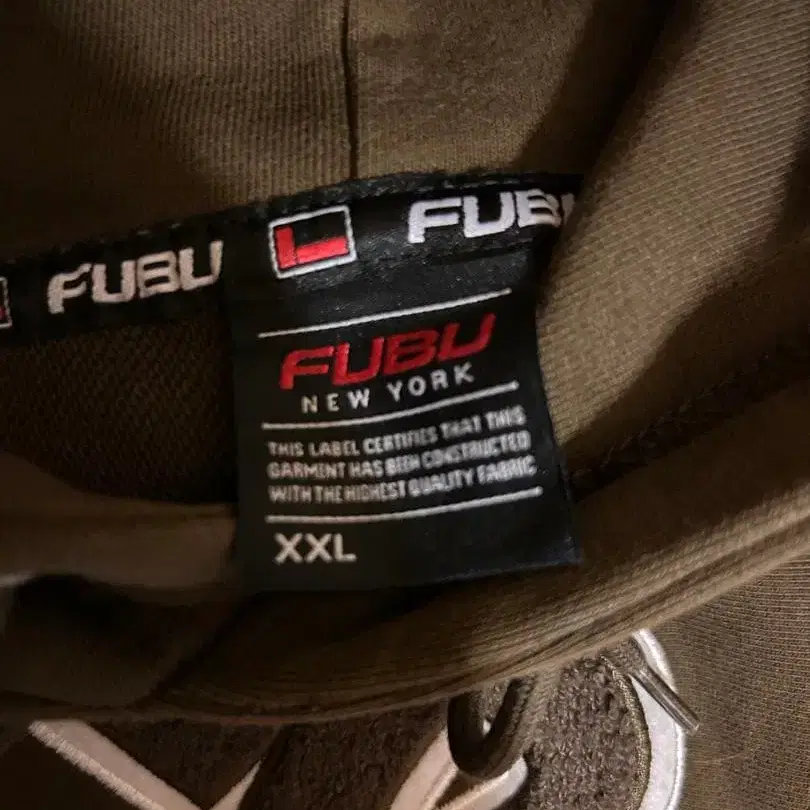 FUBU
FUBU
FUBU
NEW YORK
THIS LABEL CERTIFIES THAT THIS
GARMENT HAS BEEN CONSTRUCTED
WITH THE HIGHEST QUALITY FABRIC
XXL